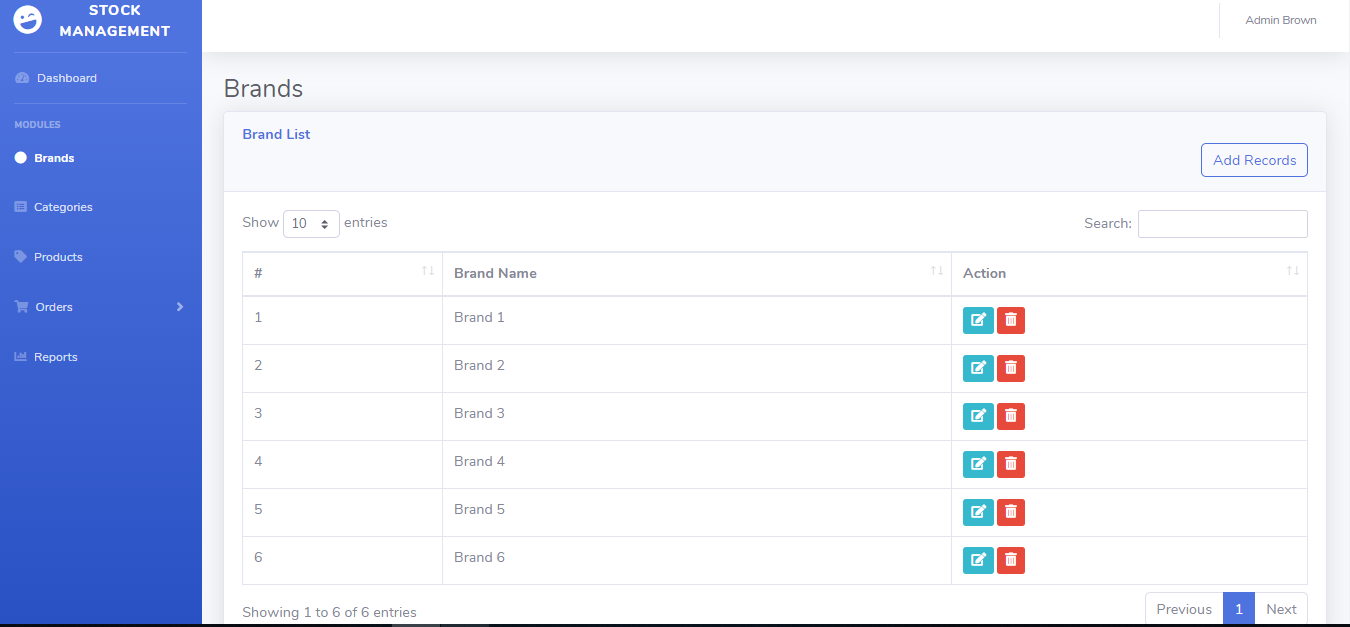 STOCK
MANAGEMENT
Admin Brown
Dashboard
MODULES
Brands
Categories
Products
Orders
Reports
Brands
Brand List
Add Records
Show 10 entries
Search:
# Brand Name Action
1 Brand 1
2 Brand 2
3 Brand 3
4 Brand 4
5 Brand 5
6 Brand 6
Showing 1 to 6 of 6 entries
Previous 1 Next